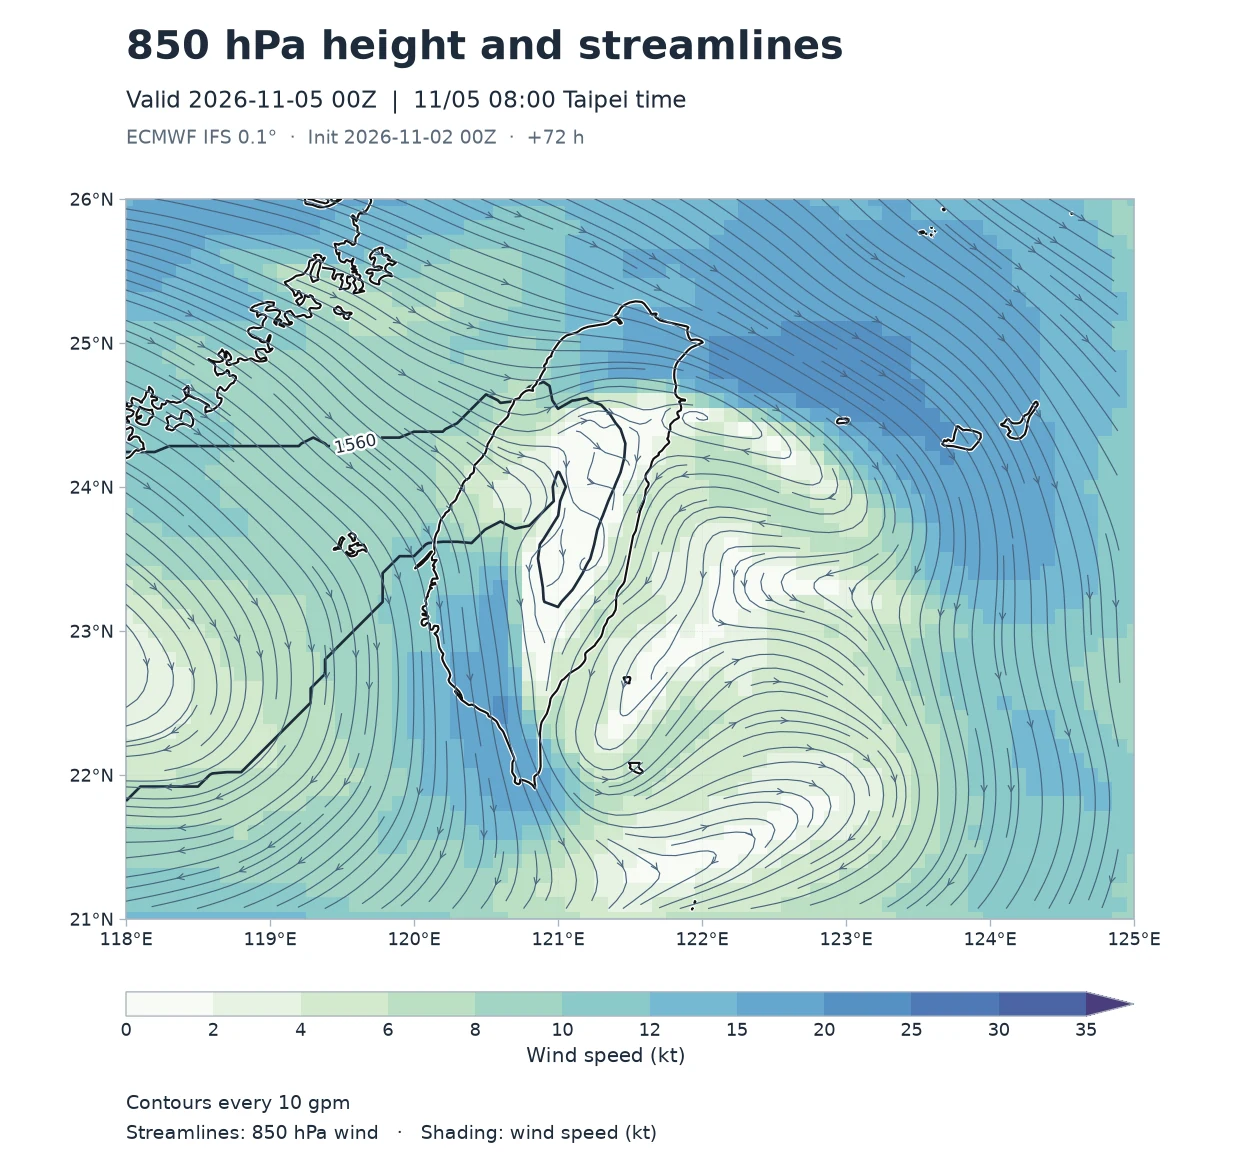 850 hPa height and streamlines
Valid 2026-11-05 00Z | 11/05 08:00 Taipei time
ECMWF IFS 0.1° · Init 2026-11-02 00Z · +72 h
26°N
25°N
1560
24°N
23°N
22°N
21°N
118°E 119°E 120°E 121°E 122°E 123°E 124°E 125°E
0 2 4 6 8 10 12 15 20 25 30 35
Wind speed (kt)
Contours every 10 gpm
Streamlines: 850 hPa wind · Shading: wind speed (kt)